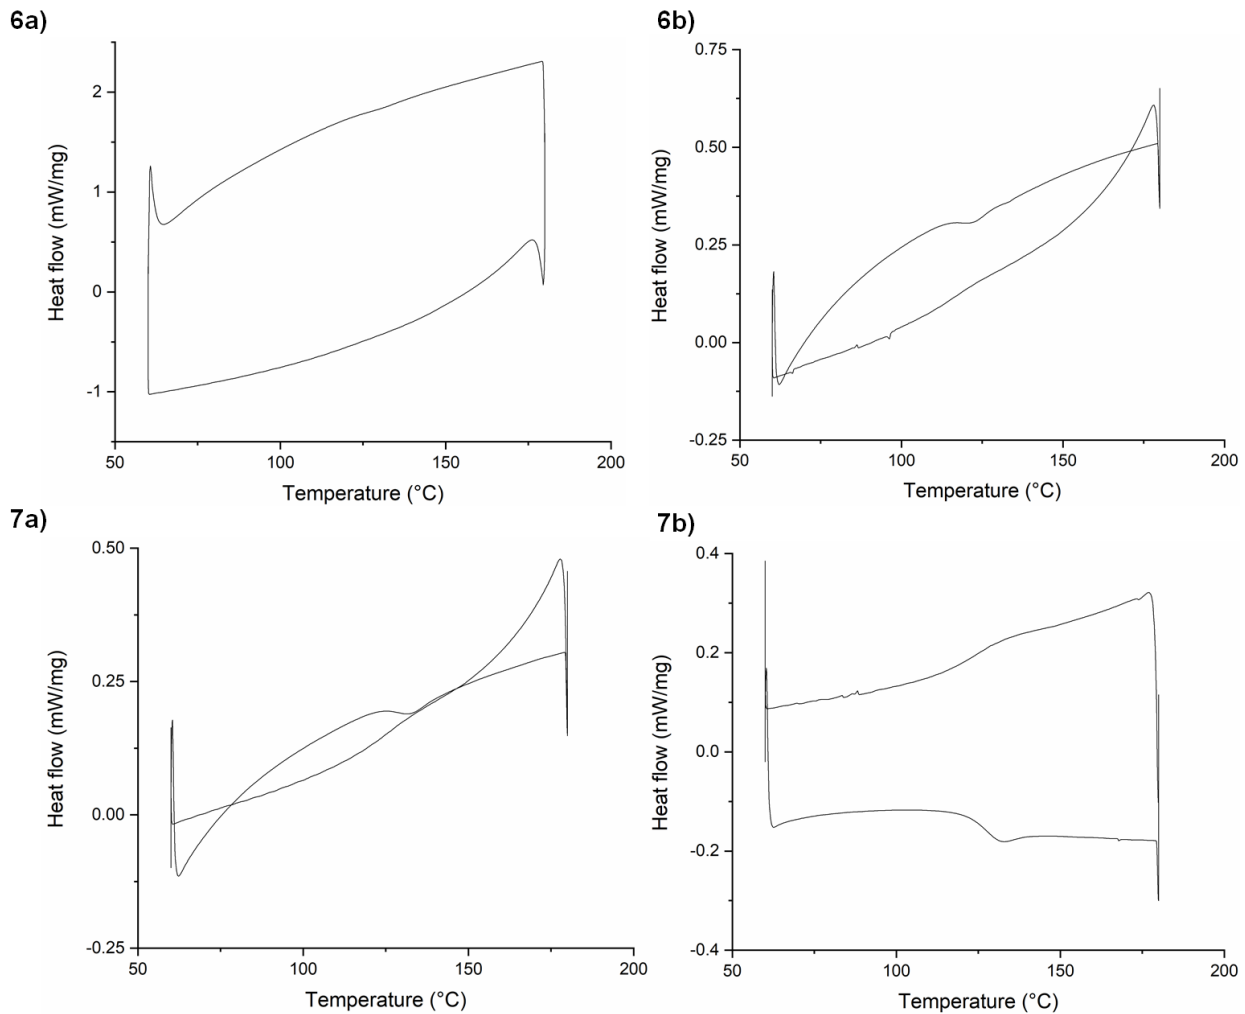 6a)
2
1
0
-1
50
100
150
200
Heat flow (mW/mg)
Temperature (°C)
6b)
0.75
0.50
0.25
0.00
-0.25
50
100
150
200
Heat flow (mW/mg)
Temperature (°C)
7a)
0.50
0.25
0.00
-0.25
50
100
150
200
Heat flow (mW/mg)
Temperature (°C)
7b)
0.4
0.2
0.0
-0.2
-0.4
50
100
150
200
Heat flow (mW/mg)
Temperature (°C)